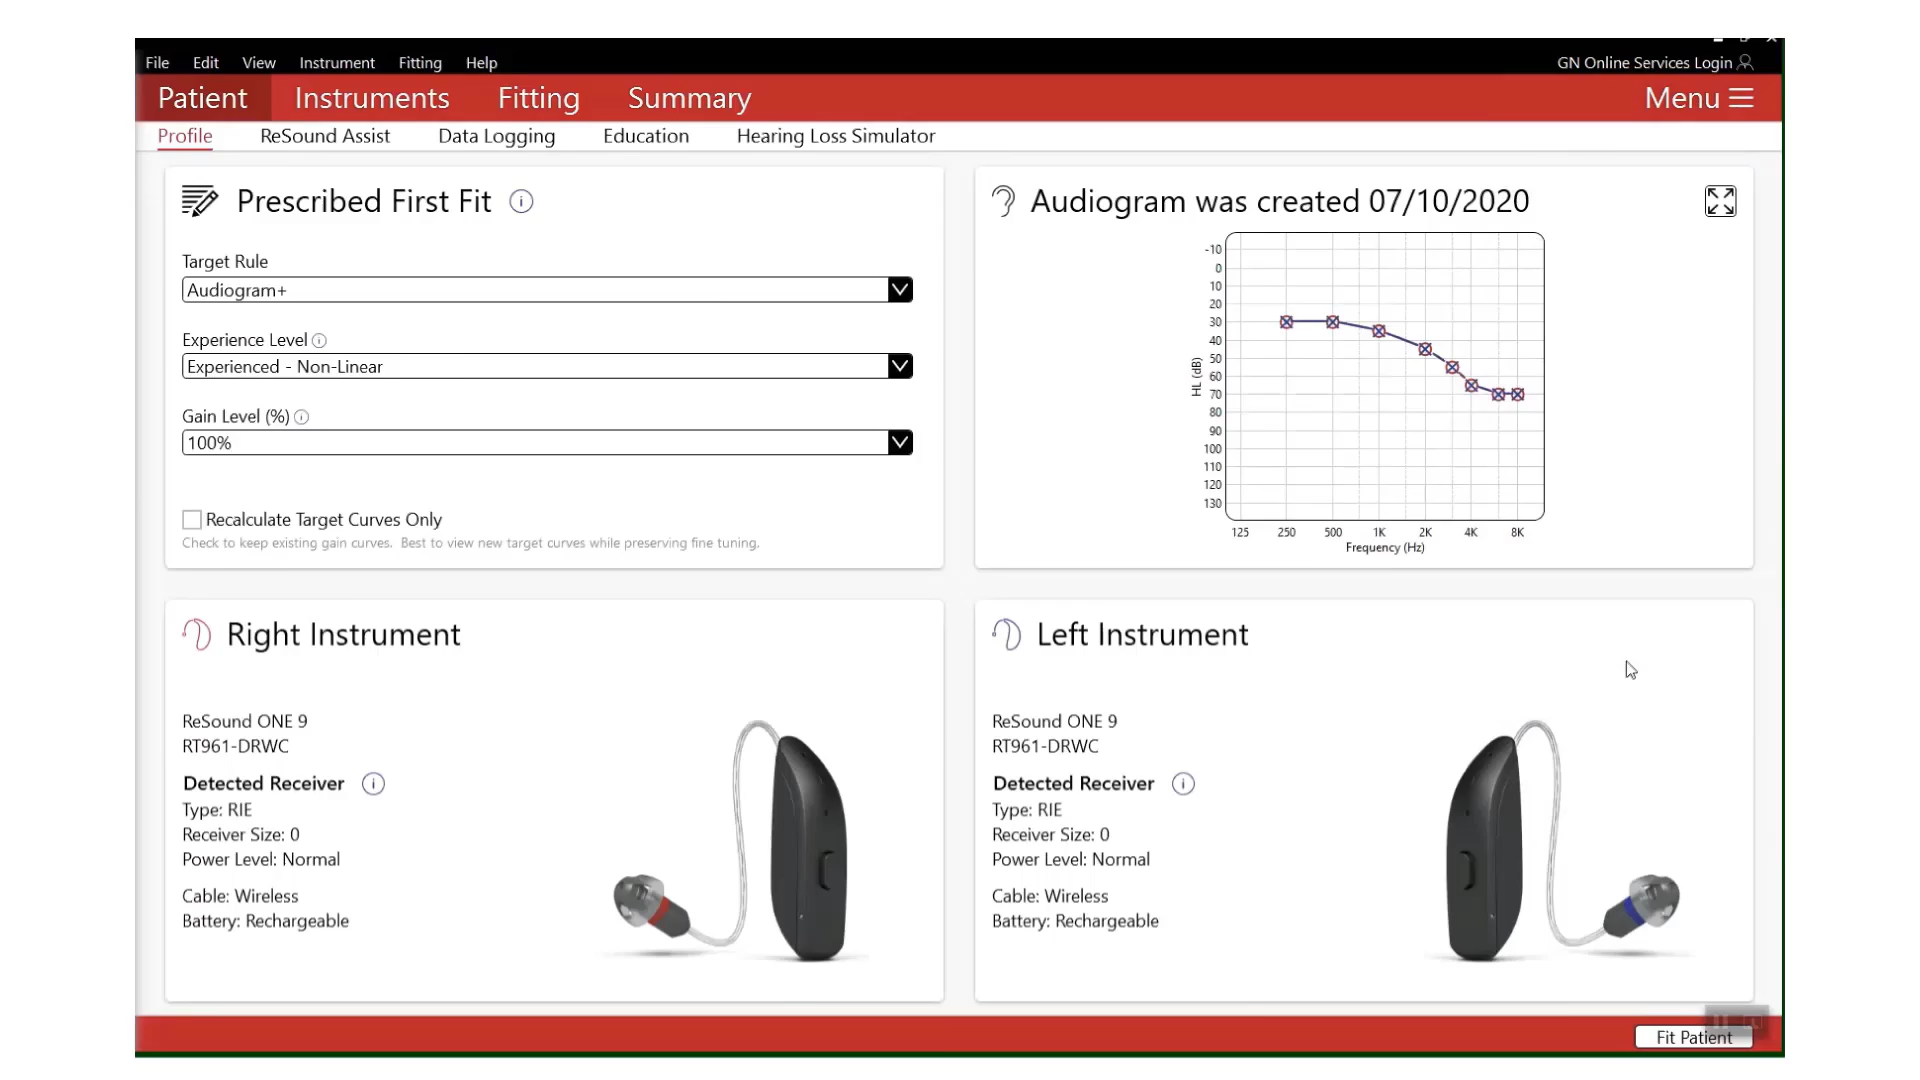 File Edit View Instrument Fitting Help
GN Online Services Login
Patient Instruments Fitting Summary
Menu
Profile ReSound Assist Data Logging Education Hearing Loss Simulator
Prescribed First Fit
Target Rule
Audiogram+
Experience Level
Experienced - Non-Linear
Gain Level (%)
100%
Recalculate Target Curves Only
Check to keep existing gain curves. Best to view new target curves while preserving fine tuning.
Audiogram was created 07/10/2020
-10
0
10
20
30
40
50
60
70
80
90
100
110
120
130
HL (dB)
125 250 500 1K 2K 4K 8K
Frequency (Hz)
Right Instrument
ReSound ONE 9
RT961-DRWC
Detected Receiver
Type: RIE
Receiver Size: 0
Power Level: Normal
Cable: Wireless
Battery: Rechargeable
Left Instrument
ReSound ONE 9
RT961-DRWC
Detected Receiver
Type: RIE
Receiver Size: 0
Power Level: Normal
Cable: Wireless
Battery: Rechargeable
Fit Patient